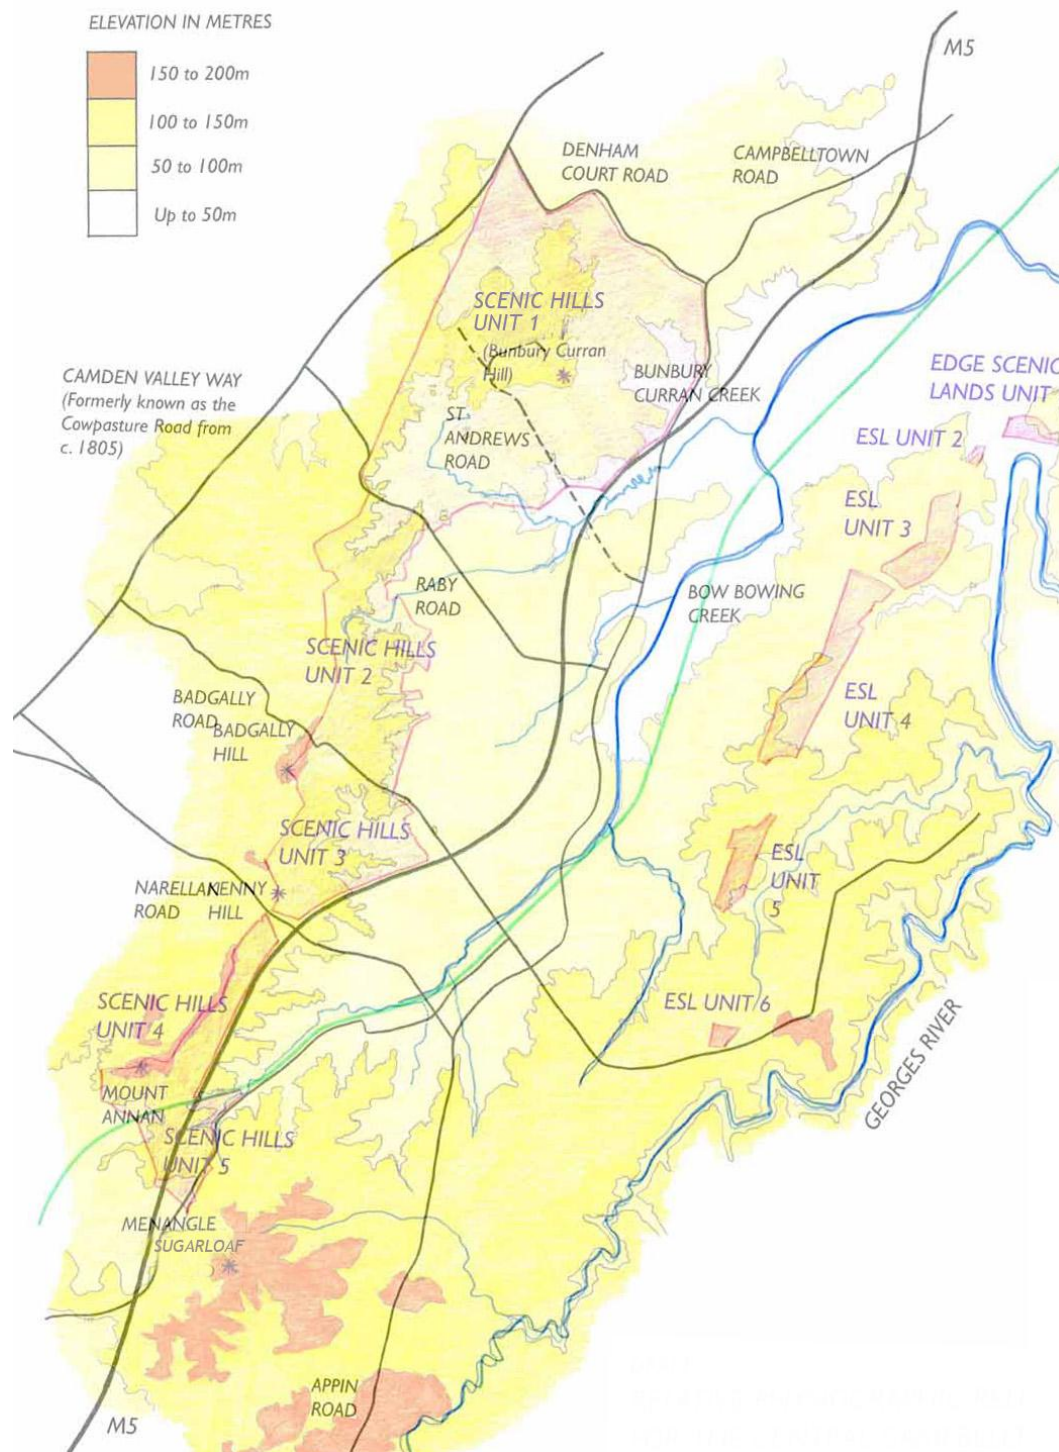 ELEVATION IN METRES
150 to 200m
100 to 150m
50 to 100m
Up to 50m
M5
DENHAM
COURT ROAD
CAMPBELLTOWN
ROAD
SCENIC HILLS
UNIT 1
(Bunbury Curran
Hill)
BUNBURY
CURRAN CREEK
EDGE SCENIC
LANDS UNIT
CAMDEN VALLEY WAY
(Formerly known as the
Cowpasture Road from
c. 1805)
ST.
ANDREWS
ROAD
ESL UNIT 2
ESL
UNIT 3
RABY
ROAD
BOW BOWING
CREEK
SCENIC HILLS
UNIT 2
BADGALLY
ROAD
BADGALLY
HILL
ESL
UNIT 4
SCENIC HILLS
UNIT 3
ESL
UNIT
5
NARELLAN
ROAD
KENNY
HILL
SCENIC HILLS
UNIT 4
ESL UNIT 6
GEORGES RIVER
MOUNT
ANNAN
SCENIC HILLS
UNIT 5
MENANGLE
SUGARLOAF
APPIN
ROAD
M5